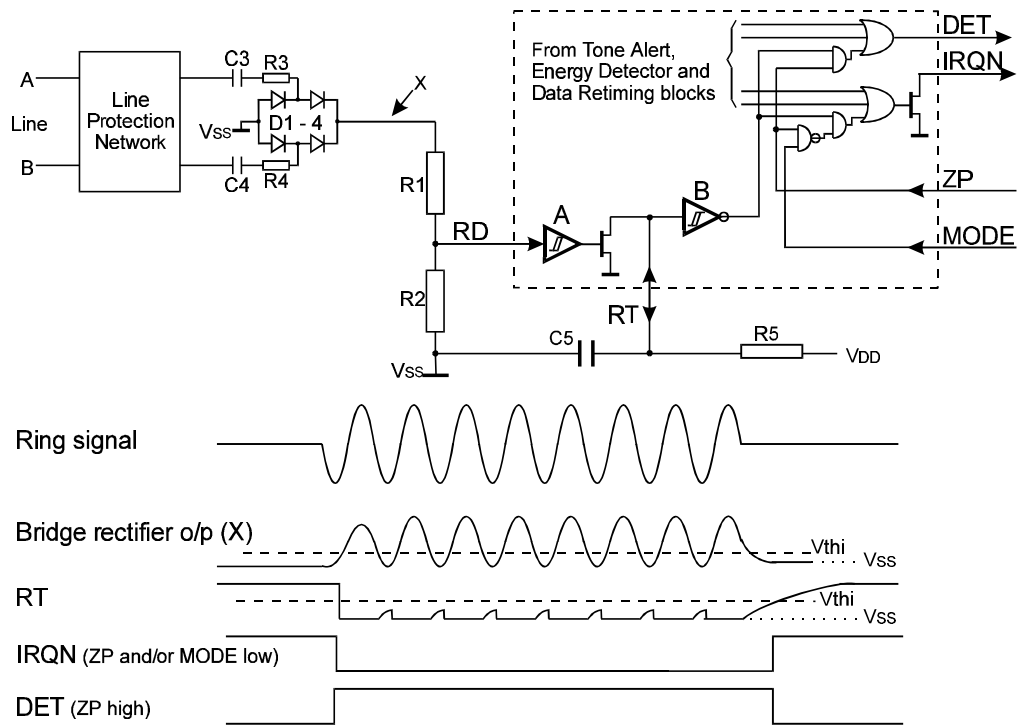 A
Line
B
Line
Protection
Network
C3
R3
VSS
D1 - 4
C4
R4
X
R1
RD
R2
VSS
From Tone Alert,
Energy Detector and
Data Retiming blocks
A
B
DET
IRQN
ZP
MODE
RT
C5
R5
VDD
Ring signal
Bridge rectifier o/p (X)
Vthi
VSS
RT
Vthi
VSS
IRQN (ZP and/or MODE low)
DET (ZP high)